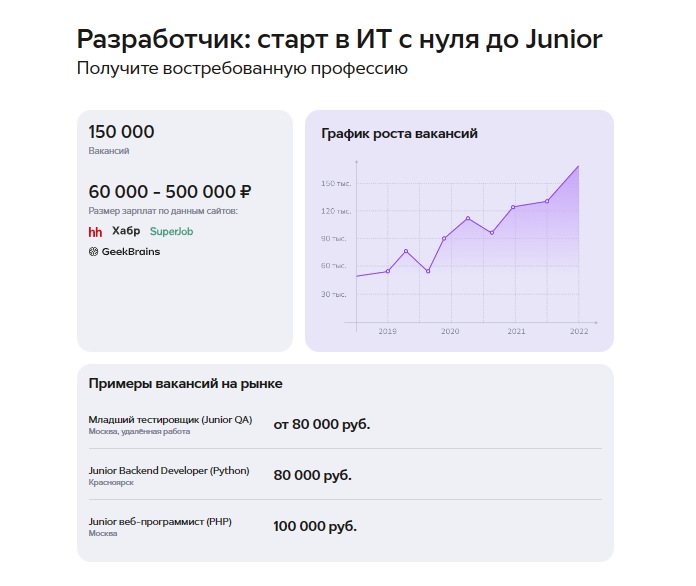 Разработчик: старт в ИТ с нуля до Junior
Получите востребованную профессию
150 000
Вакансий
60 000 - 500 000 ₽
Размер зарплат по данным сайтов:
hh Хабр SuperJob
GeekBrains
График роста вакансий
150 тыс.
120 тыс.
90 тыс.
60 тыс.
30 тыс.
2019 2020 2021 2022
Примеры вакансий на рынке
Младший тестировщик (Junior QA)
Москва, удалённая работа
от 80 000 руб.
Junior Backend Developer (Python)
Красноярск
80 000 руб.
Junior веб-программист (PHP)
Москва
100 000 руб.